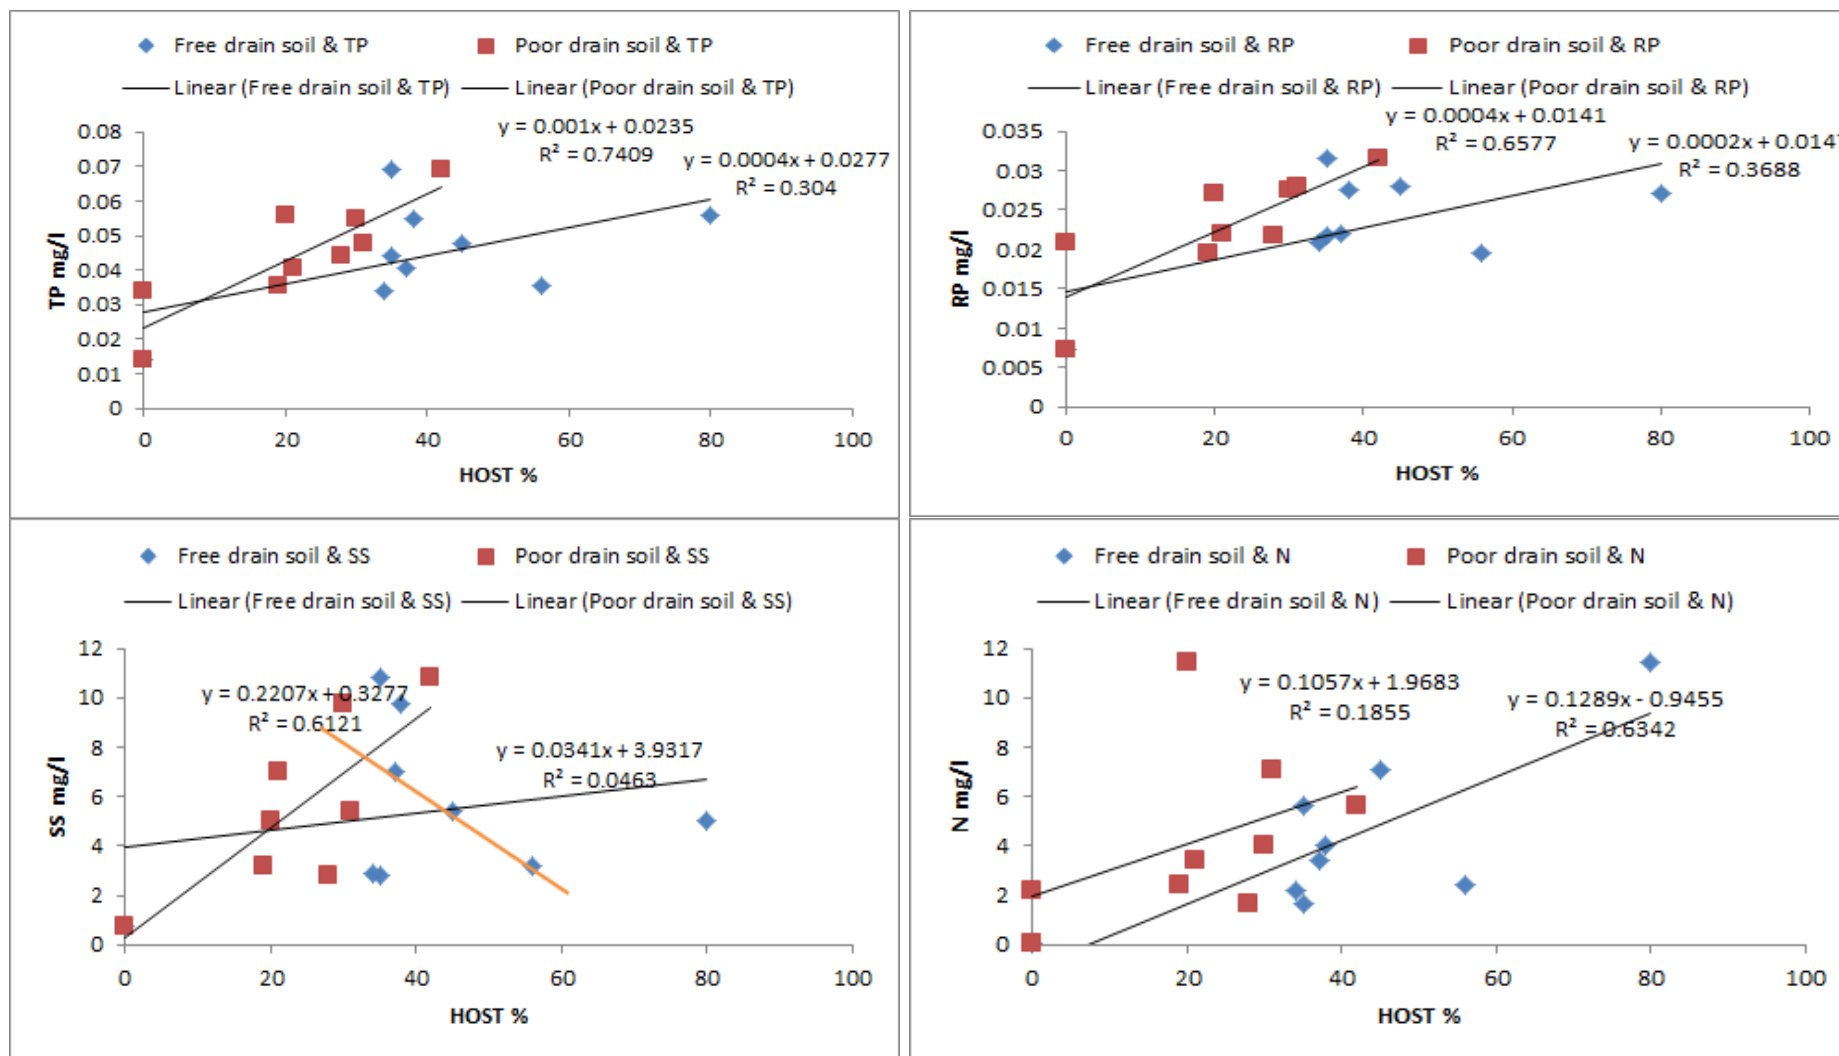 Free drain soil & TP Poor drain soil & TP
Linear (Free drain soil & TP) Linear (Poor drain soil & TP)
y = 0.001x + 0.0235
R² = 0.7409
y = 0.0004x + 0.0277
R² = 0.304
0.08
0.07
0.06
0.05
0.04
0.03
0.02
0.01
0
TP mg/l
0 20 40 60 80 100
HOST %
Free drain soil & RP Poor drain soil & RP
Linear (Free drain soil & RP) Linear (Poor drain soil & RP)
y = 0.0004x + 0.0141
R² = 0.6577
y = 0.0002x + 0.0147
R² = 0.3688
0.035
0.03
0.025
0.02
0.015
0.01
0.005
0
RP mg/l
0 20 40 60 80 100
HOST %
Free drain soil & SS Poor drain soil & SS
Linear (Free drain soil & SS) Linear (Poor drain soil & SS)
y = 0.2207x + 0.3277
R² = 0.6121
y = 0.0341x + 3.9317
R² = 0.0463
12
10
8
6
4
2
0
SS mg/l
0 20 40 60 80 100
HOST %
Free drain soil & N Poor drain soil & N
Linear (Free drain soil & N) Linear (Poor drain soil & N)
y = 0.1057x + 1.9683
R² = 0.1855
y = 0.1289x - 0.9455
R² = 0.6342
12
10
8
6
4
2
0
N mg/l
0 20 40 60 80 100
HOST %